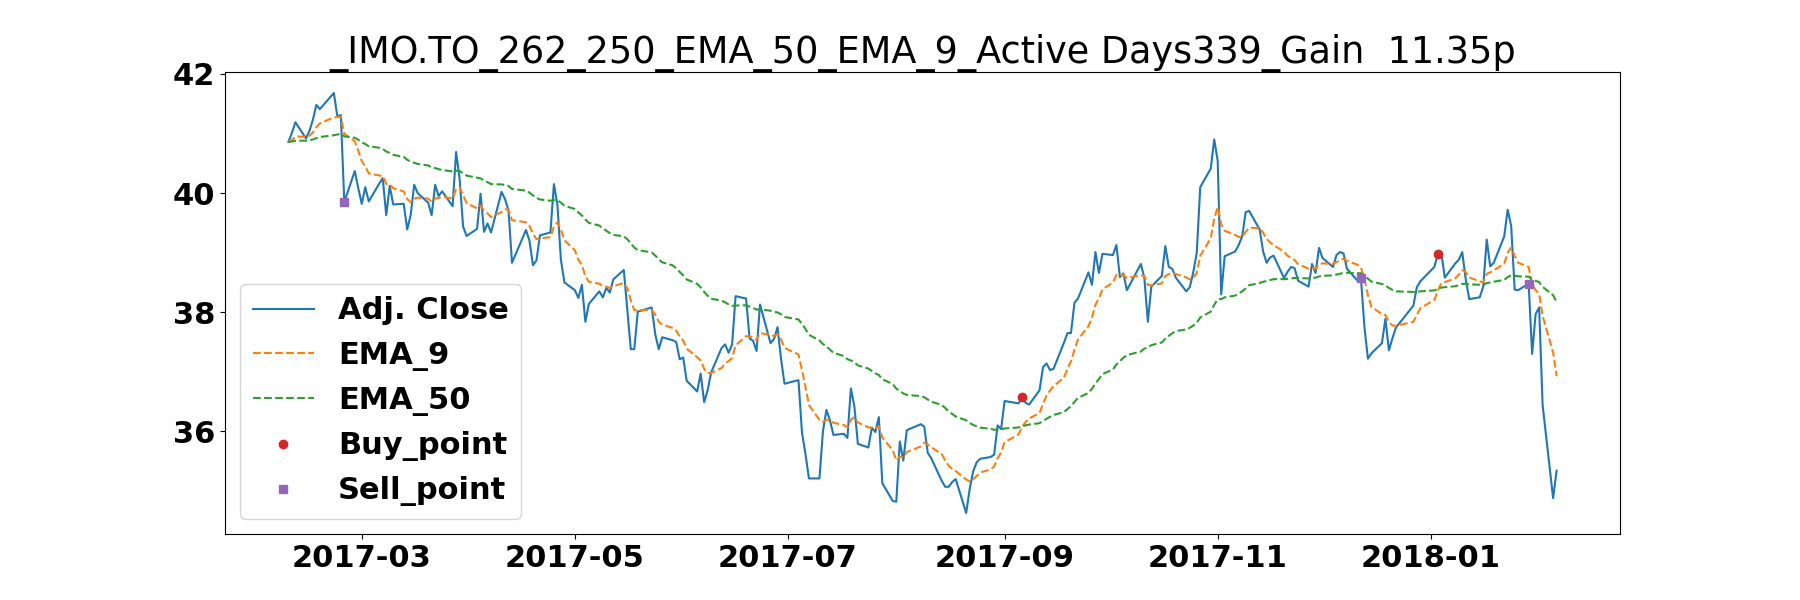 _IMO.TO_262_250_EMA_50_EMA_9_Active Days339_Gain  11.35p
42
40
38
36
Adj. Close
EMA_9
EMA_50
Buy_point
Sell_point
2017-03 2017-05 2017-07 2017-09 2017-11 2018-01